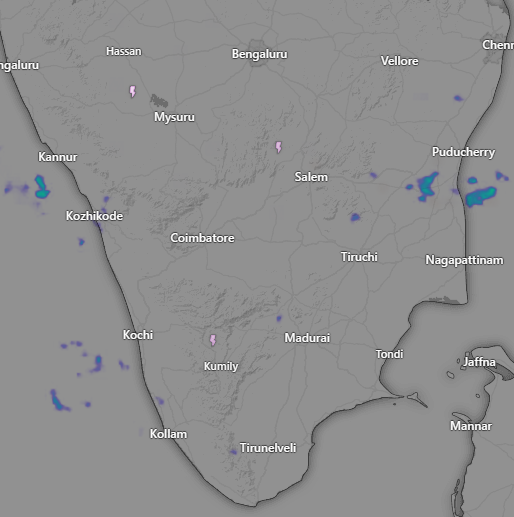 Hassan
Bengaluru
Chenn
ngaluru
Vellore
Mysuru
Kannur
Puducherry
Salem
Kozhikode
Coimbatore
Tiruchi
Nagapattinam
Kochi
Madurai
Tondi
Jaffna
Kumily
Kollam
Mannar
Tirunelveli